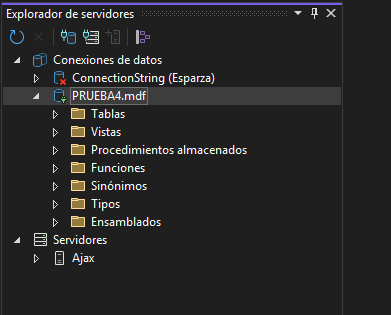 Explorador de servidores
Conexiones de datos
ConnectionString (Esparza)
PRUEBA4.mdf
Tablas
Vistas
Procedimientos almacenados
Funciones
Sinónimos
Tipos
Ensamblados
Servidores
Ajax